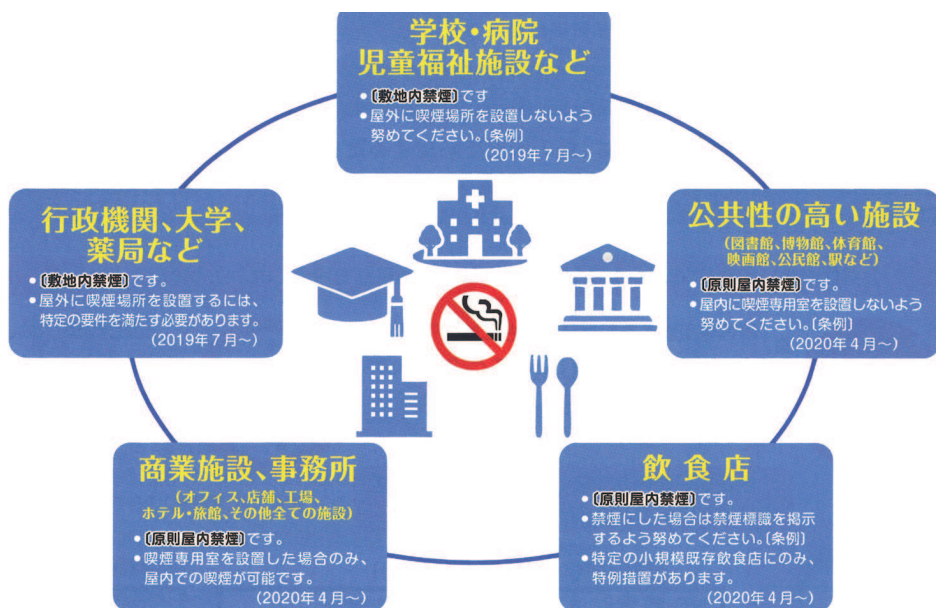 学校・病院
児童福祉施設など
●〔敷地内禁煙〕です
●屋外に喫煙場所を設置しないよう
努めてください。〔条例〕
(2019年7月〜)
行政機関、大学、
薬局など
●〔敷地内禁煙〕です。
●屋外に喫煙場所を設置するには、
特定の要件を満たす必要があります。
(2019年7月〜)
公共性の高い施設
(図書館、博物館、体育館、
映画館、公民館、駅など)
●〔原則屋内禁煙〕です。
●屋内に喫煙専用室を設置しないよう
努めてください。〔条例〕
(2020年4月〜)
商業施設、事務所
(オフィス、店舗、工場、
ホテル・旅館、その他全ての施設)
●〔原則屋内禁煙〕です。
●喫煙専用室を設置した場合のみ、
屋内での喫煙が可能です。
(2020年4月〜)
飲食店
●〔原則屋内禁煙〕です。
●禁煙にした場合は禁煙標識を掲示
するよう努めてください。〔条例〕
●特定の小規模既存飲食店にのみ、
特例措置があります。
(2020年4月〜)